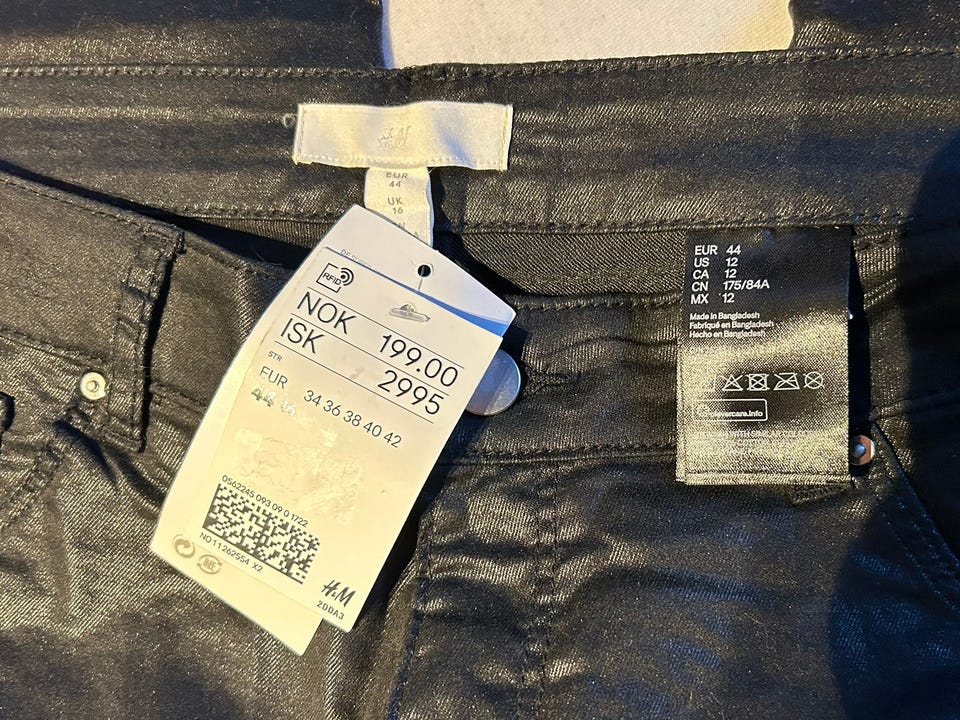 H&M
EUR
44
UK
16
RFID
NOK 199.00
ISK 2995
STR
EUR 34 36 38 40 42
44
0562245 093 09 0 1722
NO 11262554 X2
H&M
2DDA3
EUR 44
US 12
CA 12
CN 175/84A
MX 12
Made in Bangladesh
Fabriqué en Bangladesh
Hecho en Bangladesh
clevercare.info